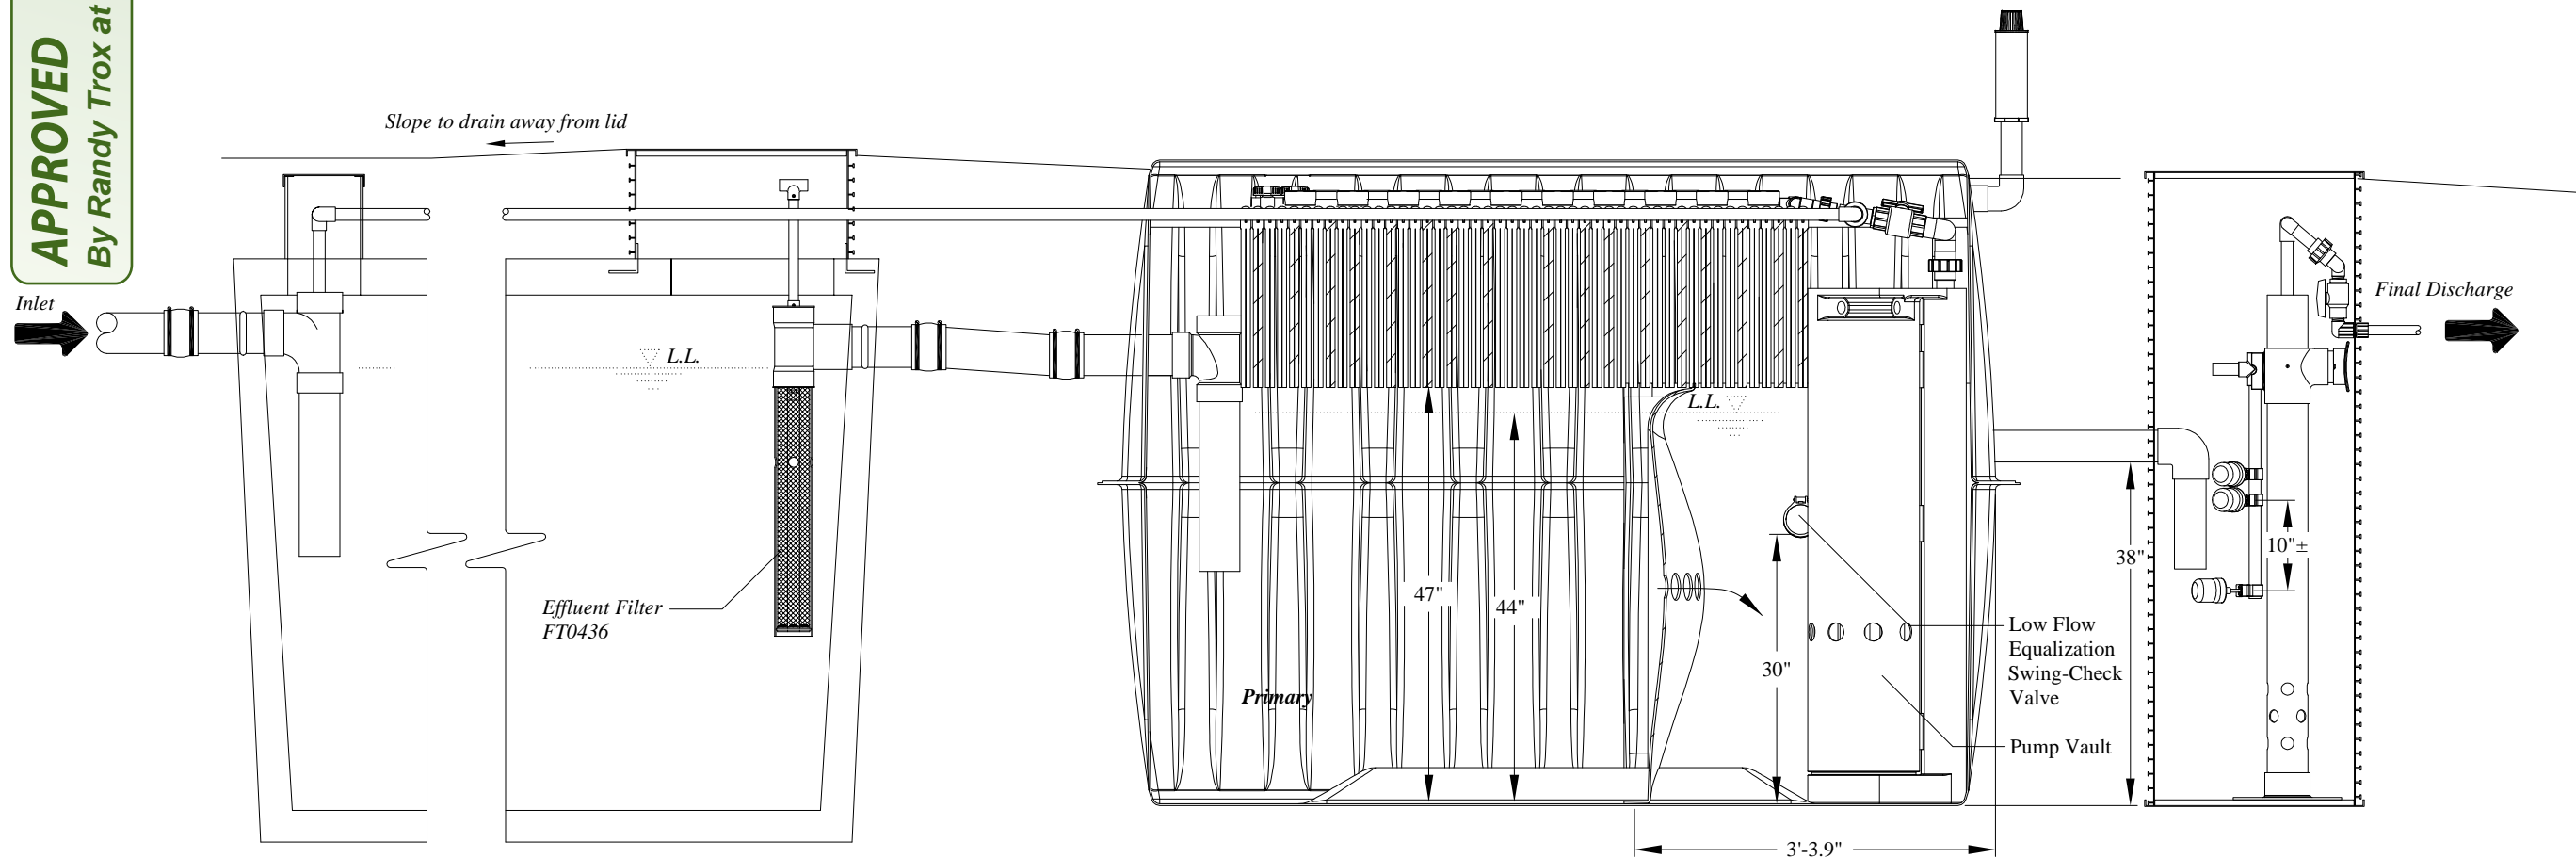 APPROVED
By Randy Trox at
Slope to drain away from lid
Inlet
L.L.
Effluent Filter
FT0436
Primary
47"
44"
L.L.
30"
3'-3.9"
Low Flow
Equalization
Swing-Check
Valve
Pump Vault
38"
10"±
Final Discharge